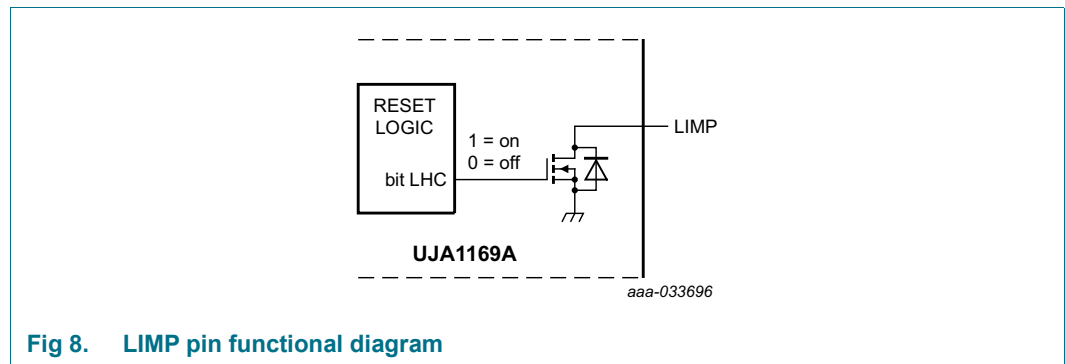 RESET
LOGIC
1 = on
0 = off
bit LHC
LIMP
UJA1169A
aaa-033696
Fig 8. LIMP pin functional diagram